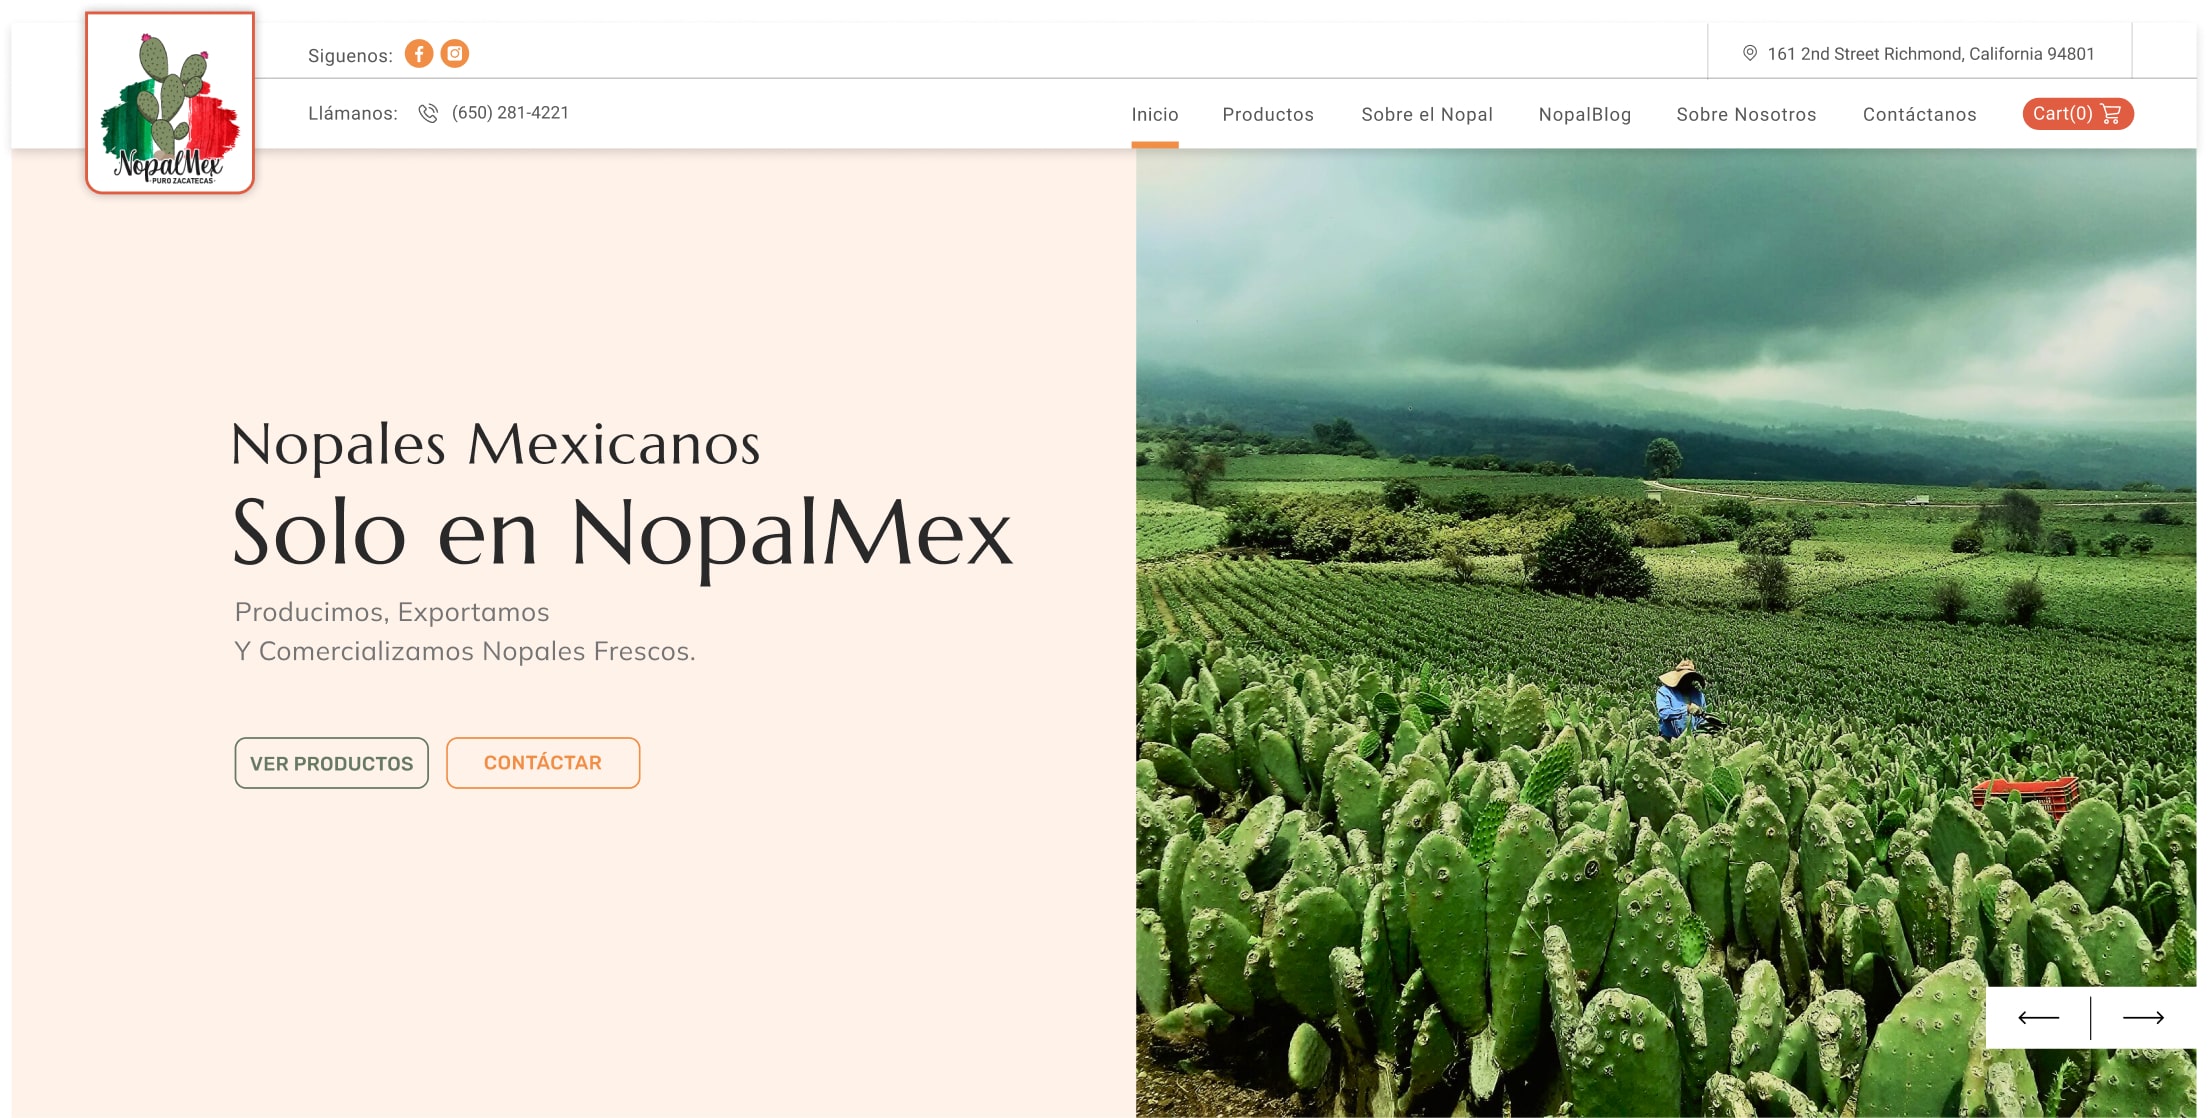 Siguenos:
161 2nd Street Richmond, California 94801
Llámanos: (650) 281-4221
Inicio Productos Sobre el Nopal NopalBlog Sobre Nosotros Contáctanos Cart(0)
NopalMex
·PURO ZACATECAS·
Nopales Mexicanos
Solo en NopalMex
Producimos, Exportamos
Y Comercializamos Nopales Frescos.
VER PRODUCTOS CONTÁCTAR